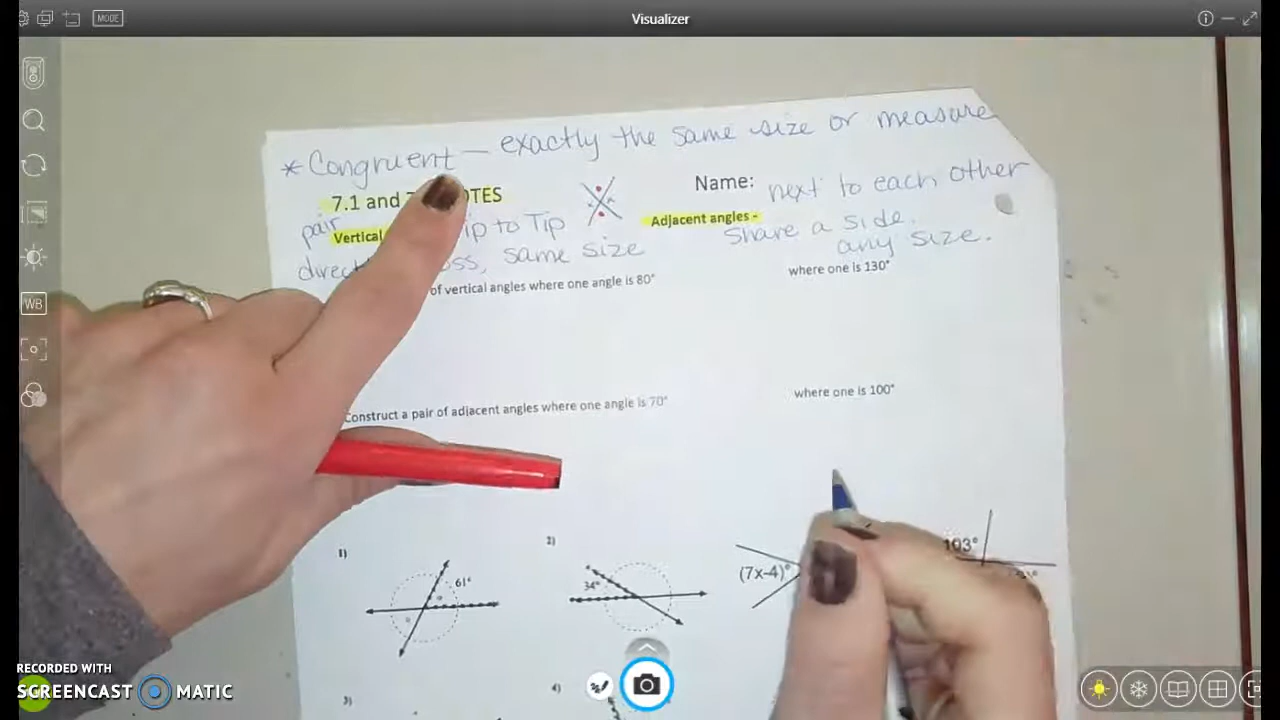 MODE
Visualizer
WB
* Congruent — exactly the same size or measure
7.1 and OTES
Name:
pair
Vertical ip to Tip
Adjacent angles - next to each other
share a side.
any size.
direct oss, same size
of vertical angles where one angle is 80°
where one is 130°
Construct a pair of adjacent angles where one angle is 70°
where one is 100°
1)
61°
2)
34°
(7x-4)°
103°
3)
4)
RECORDED WITH
SCREENCAST MATIC